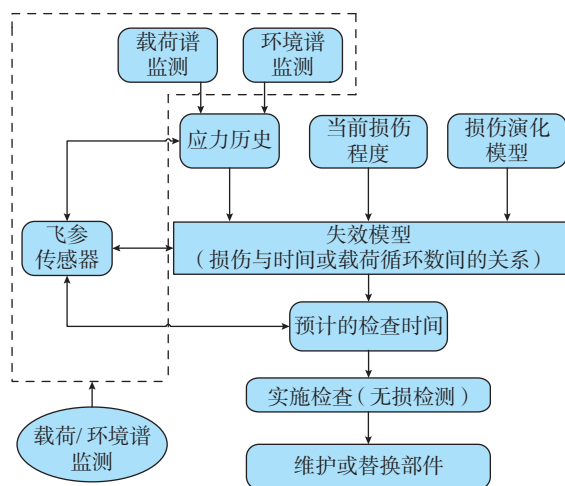 载荷谱
监测
环境谱
监测
应力历史
当前损伤
程度
损伤演化
模型
飞参
传感器
失效模型
（损伤与时间或载荷循环数间的关系）
预计的检查时间
实施检查（无损检测）
载荷/环境谱
监测
维护或替换部件